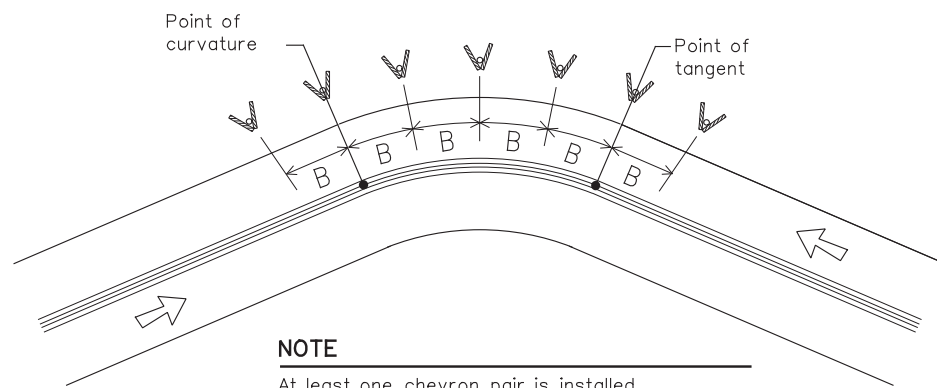 Point of
curvature
Point of
tangent
B B B B B B
NOTE
At least one chevron pair is installed